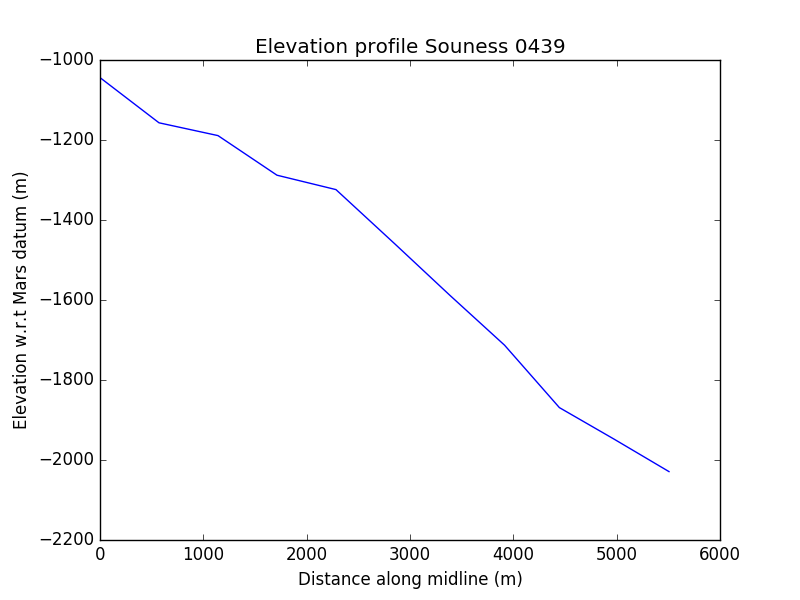 Elevation profile Souness 0439
Elevation w.r.t Mars datum (m)
−1000
−1200
−1400
−1600
−1800
−2000
−2200
0 1000 2000 3000 4000 5000 6000
Distance along midline (m)